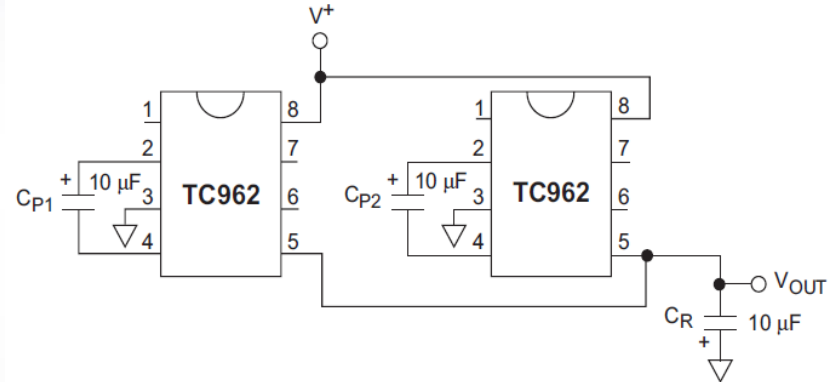 V+
1 8
2 7
+ 10 µF
CP1
3 TC962 6
4 5
1 8
2 7
+ 10 µF
CP2
3 TC962 6
4 5
VOUT
CR 10 µF
+